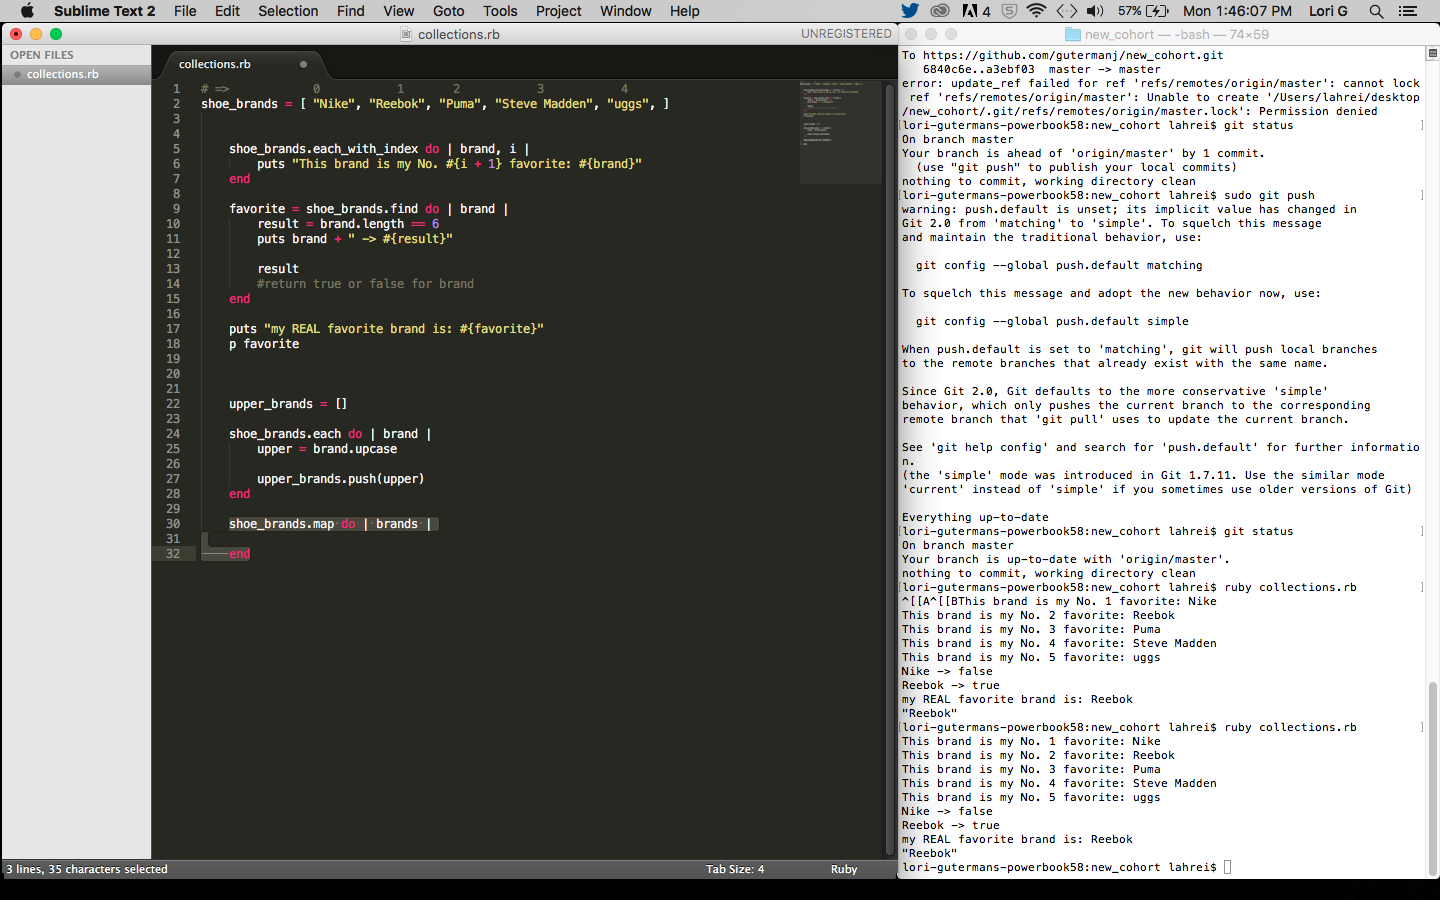 Sublime Text 2 File Edit Selection Find View Goto Tools Project Window Help 4 57% Mon 1:46:07 PM Lori G
collections.rb UNREGISTERED
OPEN FILES
collections.rb
collections.rb
1 # => 0 1 2 3 4
2 shoe_brands = [ "Nike", "Reebok", "Puma", "Steve Madden", "uggs", ]
3
4
5 shoe_brands.each_with_index do | brand, i |
6 puts "This brand is my No. #{i + 1} favorite: #{brand}"
7 end
8
9 favorite = shoe_brands.find do | brand |
10 result = brand.length == 6
11 puts brand + " -> #{result}"
12
13 result
14 #return true or false for brand
15 end
16
17 puts "my REAL favorite brand is: #{favorite}"
18 p favorite
19
20
21
22 upper_brands = []
23
24 shoe_brands.each do | brand |
25 upper = brand.upcase
26
27 upper_brands.push(upper)
28 end
29
30 shoe_brands.map do | brands |
31
32 end
3 lines, 35 characters selected Tab Size: 4 Ruby
new_cohort — -bash — 74×59
To https://github.com/gutermanj/new_cohort.git
6840c6e..a3ebf03 master -> master
error: update_ref failed for ref 'refs/remotes/origin/master': cannot lock
ref 'refs/remotes/origin/master': Unable to create '/Users/lahrei/desktop
/new_cohort/.git/refs/remotes/origin/master.lock': Permission denied
[lori-gutermans-powerbook58:new_cohort lahrei$ git status ]
On branch master
Your branch is ahead of 'origin/master' by 1 commit.
(use "git push" to publish your local commits)
nothing to commit, working directory clean
[lori-gutermans-powerbook58:new_cohort lahrei$ sudo git push ]
warning: push.default is unset; its implicit value has changed in
Git 2.0 from 'matching' to 'simple'. To squelch this message
and maintain the traditional behavior, use:
git config --global push.default matching
To squelch this message and adopt the new behavior now, use:
git config --global push.default simple
When push.default is set to 'matching', git will push local branches
to the remote branches that already exist with the same name.
Since Git 2.0, Git defaults to the more conservative 'simple'
behavior, which only pushes the current branch to the corresponding
remote branch that 'git pull' uses to update the current branch.
See 'git help config' and search for 'push.default' for further informatio
n.
(the 'simple' mode was introduced in Git 1.7.11. Use the similar mode
'current' instead of 'simple' if you sometimes use older versions of Git)
Everything up-to-date
[lori-gutermans-powerbook58:new_cohort lahrei$ git status ]
On branch master
Your branch is up-to-date with 'origin/master'.
nothing to commit, working directory clean
[lori-gutermans-powerbook58:new_cohort lahrei$ ruby collections.rb ]
^[[A^[[BThis brand is my No. 1 favorite: Nike
This brand is my No. 2 favorite: Reebok
This brand is my No. 3 favorite: Puma
This brand is my No. 4 favorite: Steve Madden
This brand is my No. 5 favorite: uggs
Nike -> false
Reebok -> true
my REAL favorite brand is: Reebok
"Reebok"
[lori-gutermans-powerbook58:new_cohort lahrei$ ruby collections.rb ]
This brand is my No. 1 favorite: Nike
This brand is my No. 2 favorite: Reebok
This brand is my No. 3 favorite: Puma
This brand is my No. 4 favorite: Steve Madden
This brand is my No. 5 favorite: uggs
Nike -> false
Reebok -> true
my REAL favorite brand is: Reebok
"Reebok"
lori-gutermans-powerbook58:new_cohort lahrei$